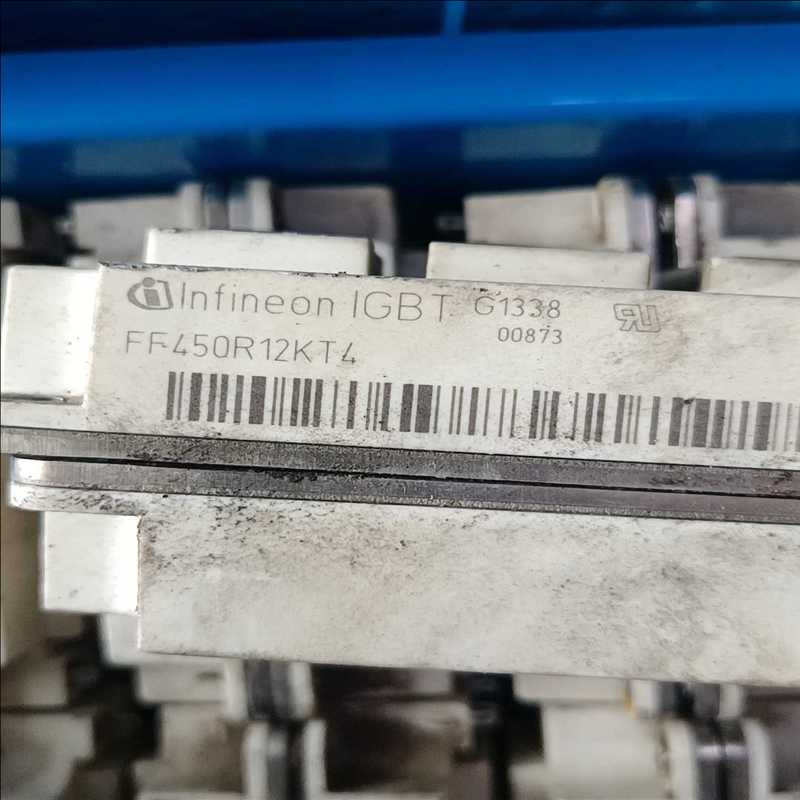 Infineon IGBT G1338
00873
FF450R12KT4